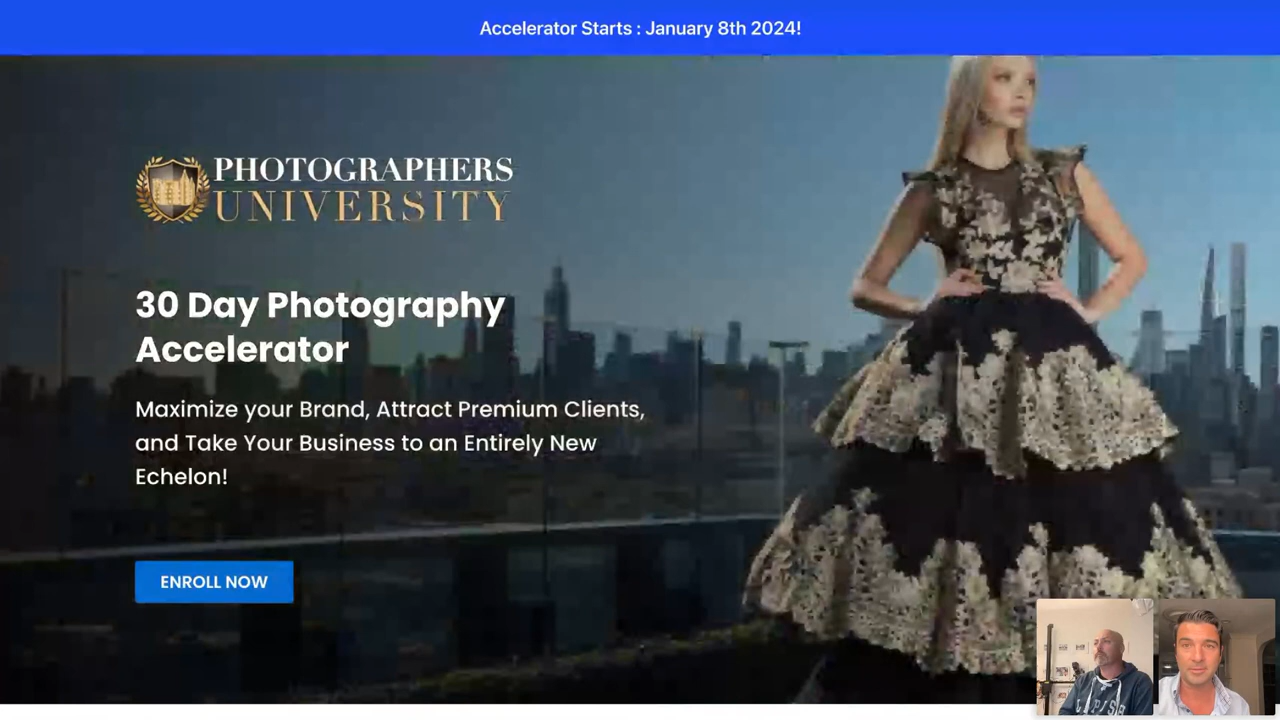 Accelerator Starts : January 8th 2024!
PHOTOGRAPHERS
UNIVERSITY
30 Day Photography
Accelerator
Maximize your Brand, Attract Premium Clients,
and Take Your Business to an Entirely New
Echelon!
ENROLL NOW